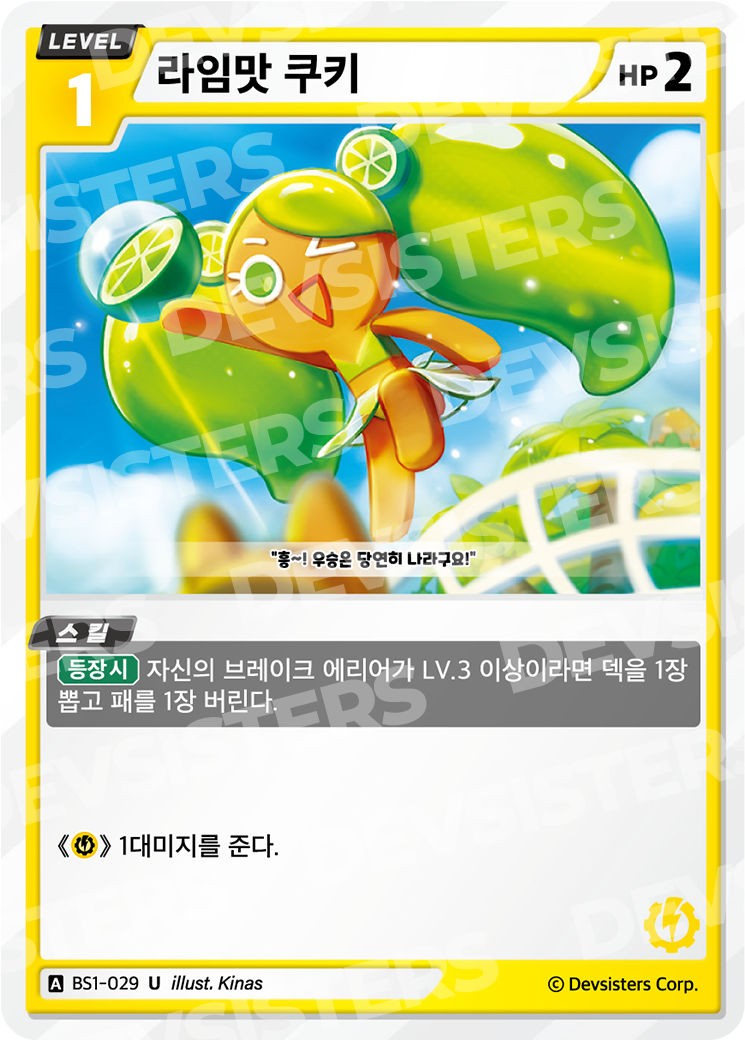 LEVEL
1
라임맛 쿠키
HP 2
"흥~! 우승은 당연히 나라구요!"
스킬
등장시 자신의 브레이크 에리어가 LV.3 이상이라면 덱을 1장
뽑고 패를 1장 버린다.
《 》 1대미지를 준다.
A BS1-029 U illust. Kinas
© Devsisters Corp.
DEVSISTERS